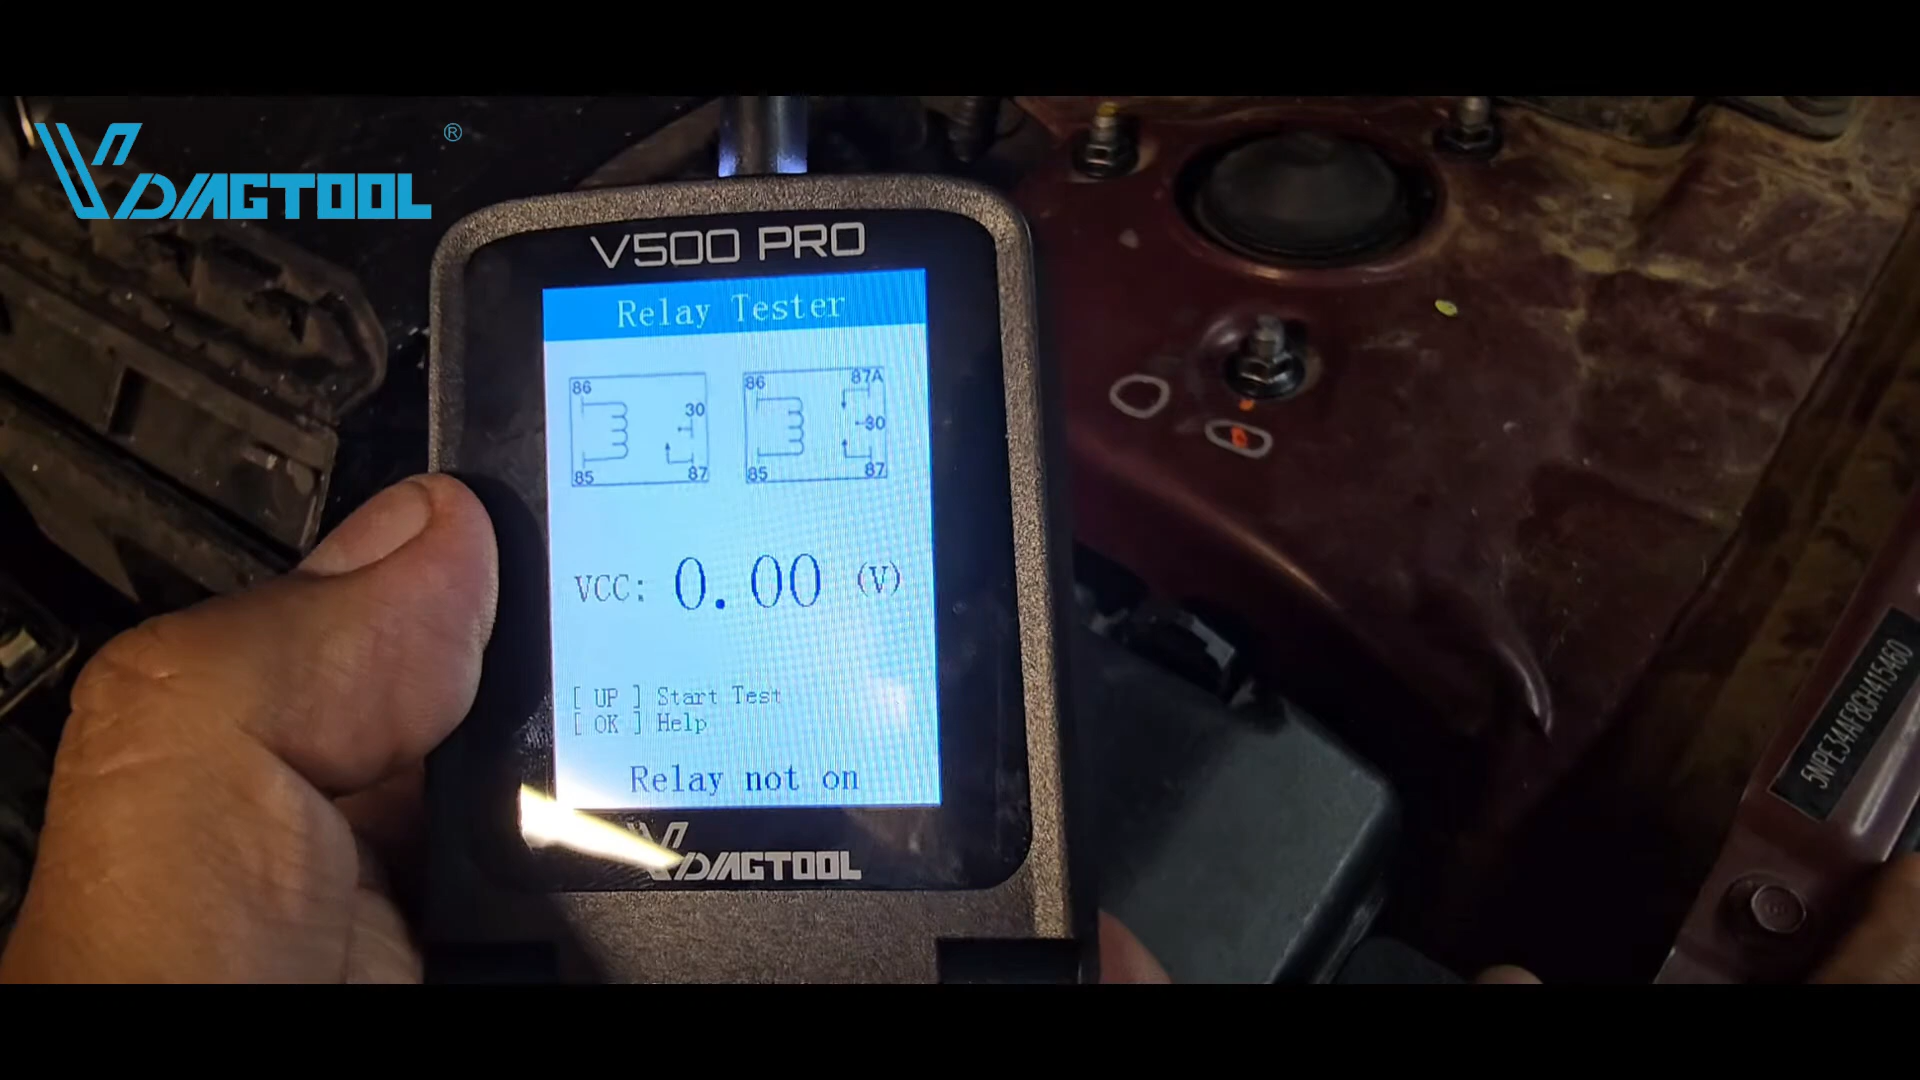 VDIAGTOOL ®
V500 PRO
Relay Tester
86 30 85 87
86 87A 30 85 87
VCC: 0.00 (V)
[ UP ] Start Test
[ OK ] Help
Relay not on
VDIAGTOOL
5NPE34AF8GH415460